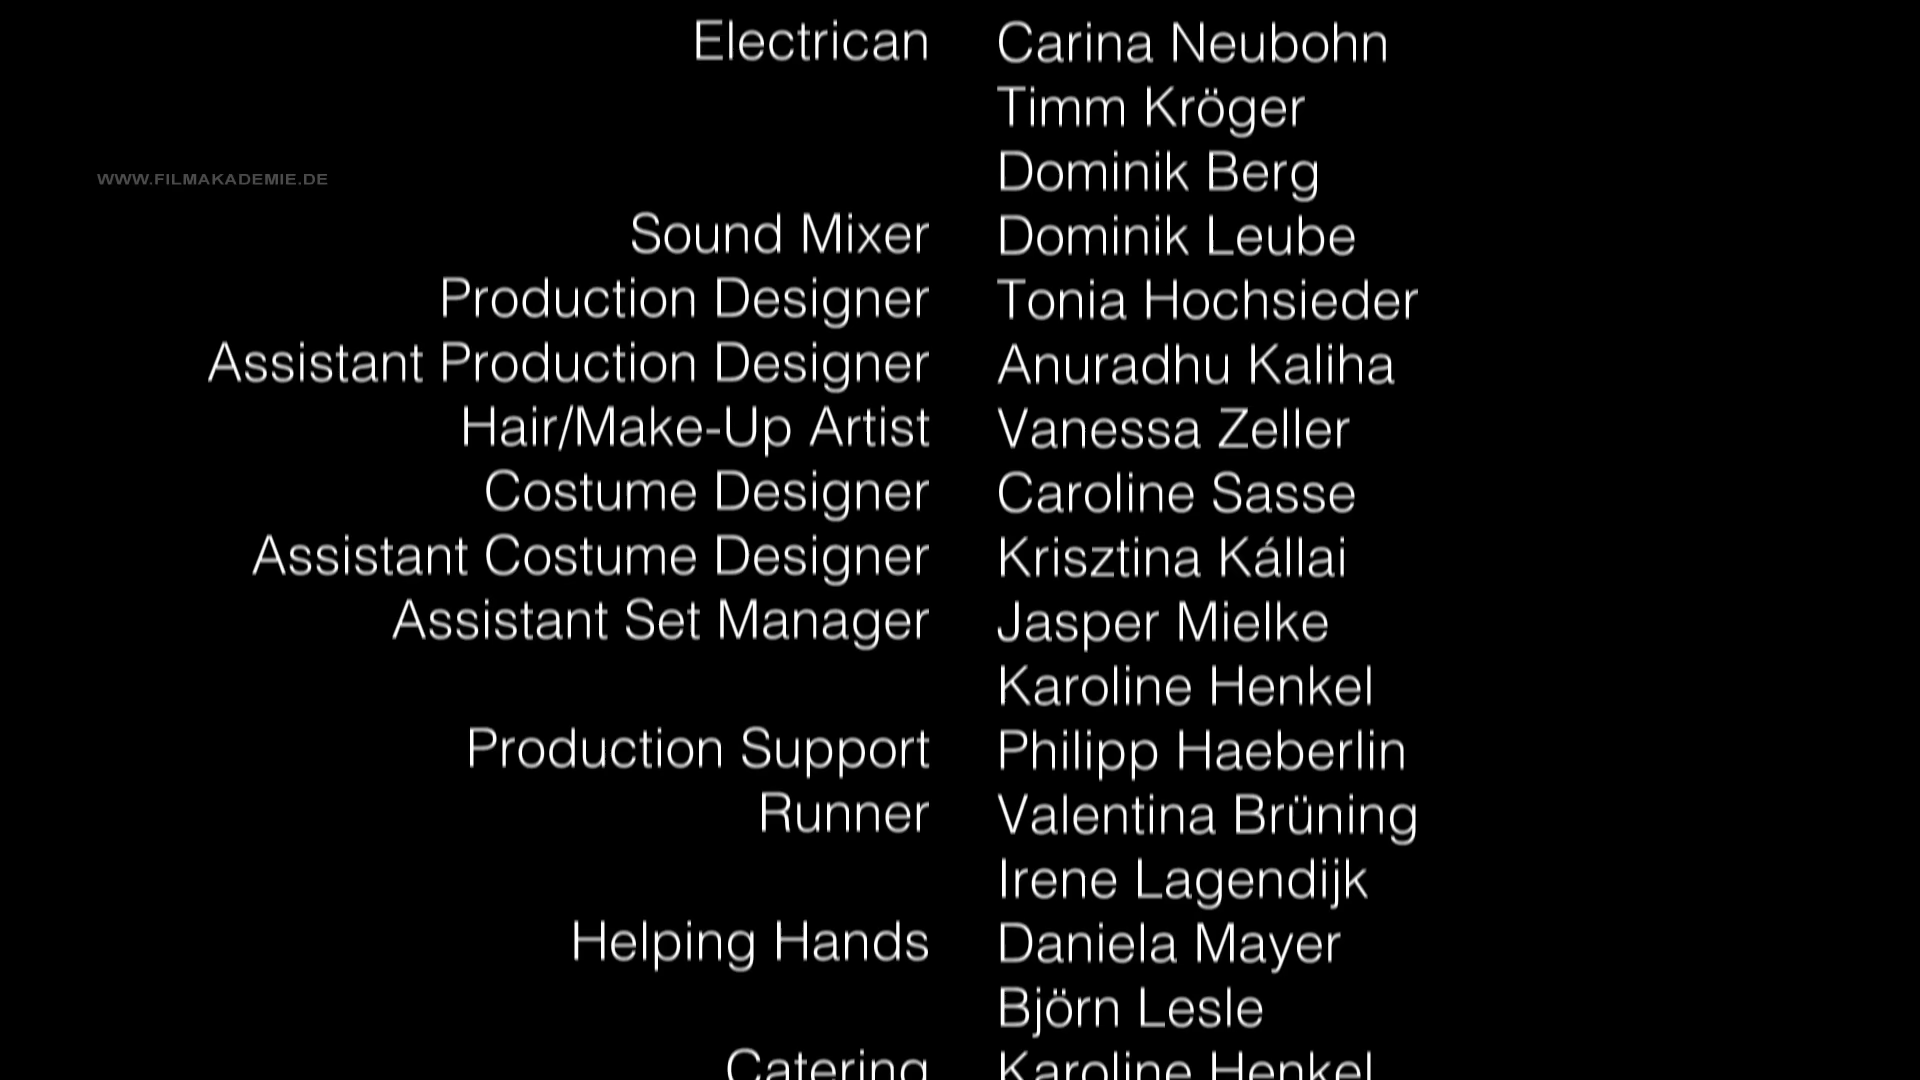 Electrican Carina Neubohn
Timm Kröger
Dominik Berg
WWW.FILMAKADEMIE.DE
Sound Mixer Dominik Leube
Production Designer Tonia Hochsieder
Assistant Production Designer Anuradhu Kaliha
Hair/Make-Up Artist Vanessa Zeller
Costume Designer Caroline Sasse
Assistant Costume Designer Krisztina Kállai
Assistant Set Manager Jasper Mielke
Karoline Henkel
Production Support Philipp Haeberlin
Runner Valentina Brüning
Irene Lagendijk
Helping Hands Daniela Mayer
Björn Lesle
Catering Karoline Henkel